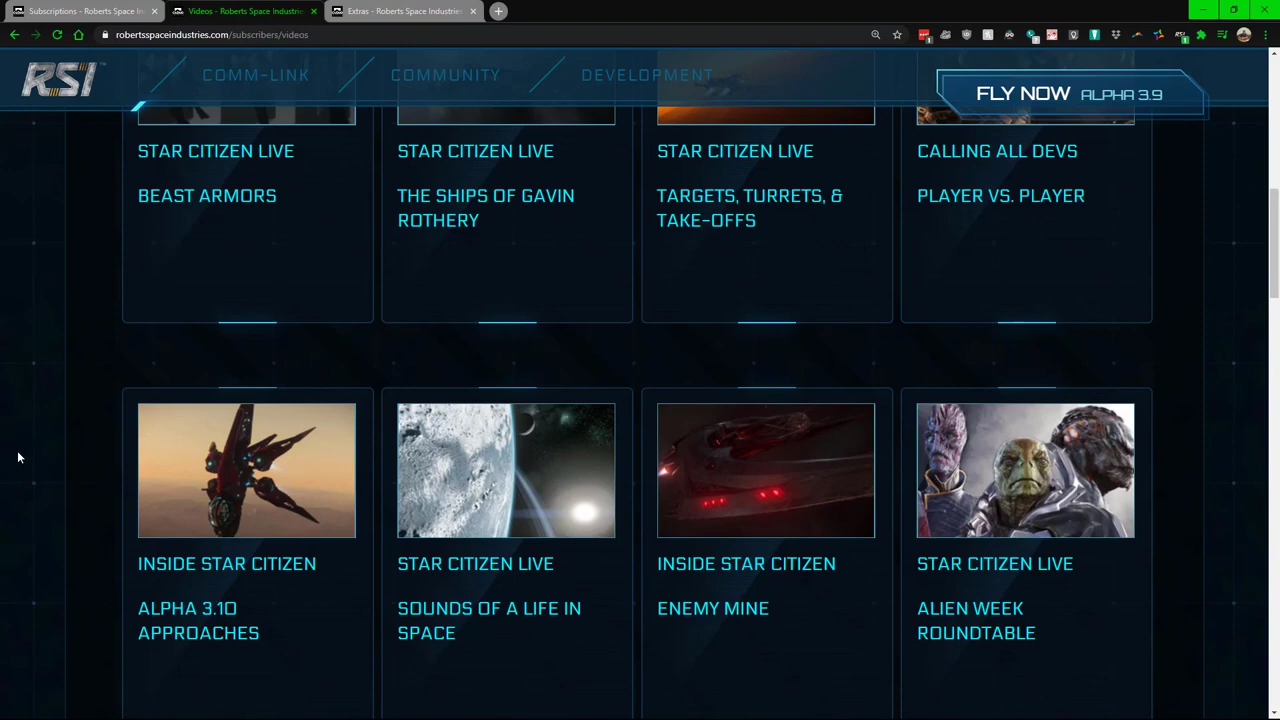 Subscriptions - Roberts Space In
Videos - Roberts Space Industrie
Extras - Roberts Space Industries
robertsspaceindustries.com/subscribers/videos
RSI
COMM-LINK
COMMUNITY
DEVELOPMENT
FLY NOW ALPHA 3.9
STAR CITIZEN LIVE
BEAST ARMORS
STAR CITIZEN LIVE
THE SHIPS OF GAVIN
ROTHERY
STAR CITIZEN LIVE
TARGETS, TURRETS, &
TAKE-OFFS
CALLING ALL DEVS
PLAYER VS. PLAYER
INSIDE STAR CITIZEN
ALPHA 3.10
APPROACHES
STAR CITIZEN LIVE
SOUNDS OF A LIFE IN
SPACE
INSIDE STAR CITIZEN
ENEMY MINE
STAR CITIZEN LIVE
ALIEN WEEK
ROUNDTABLE